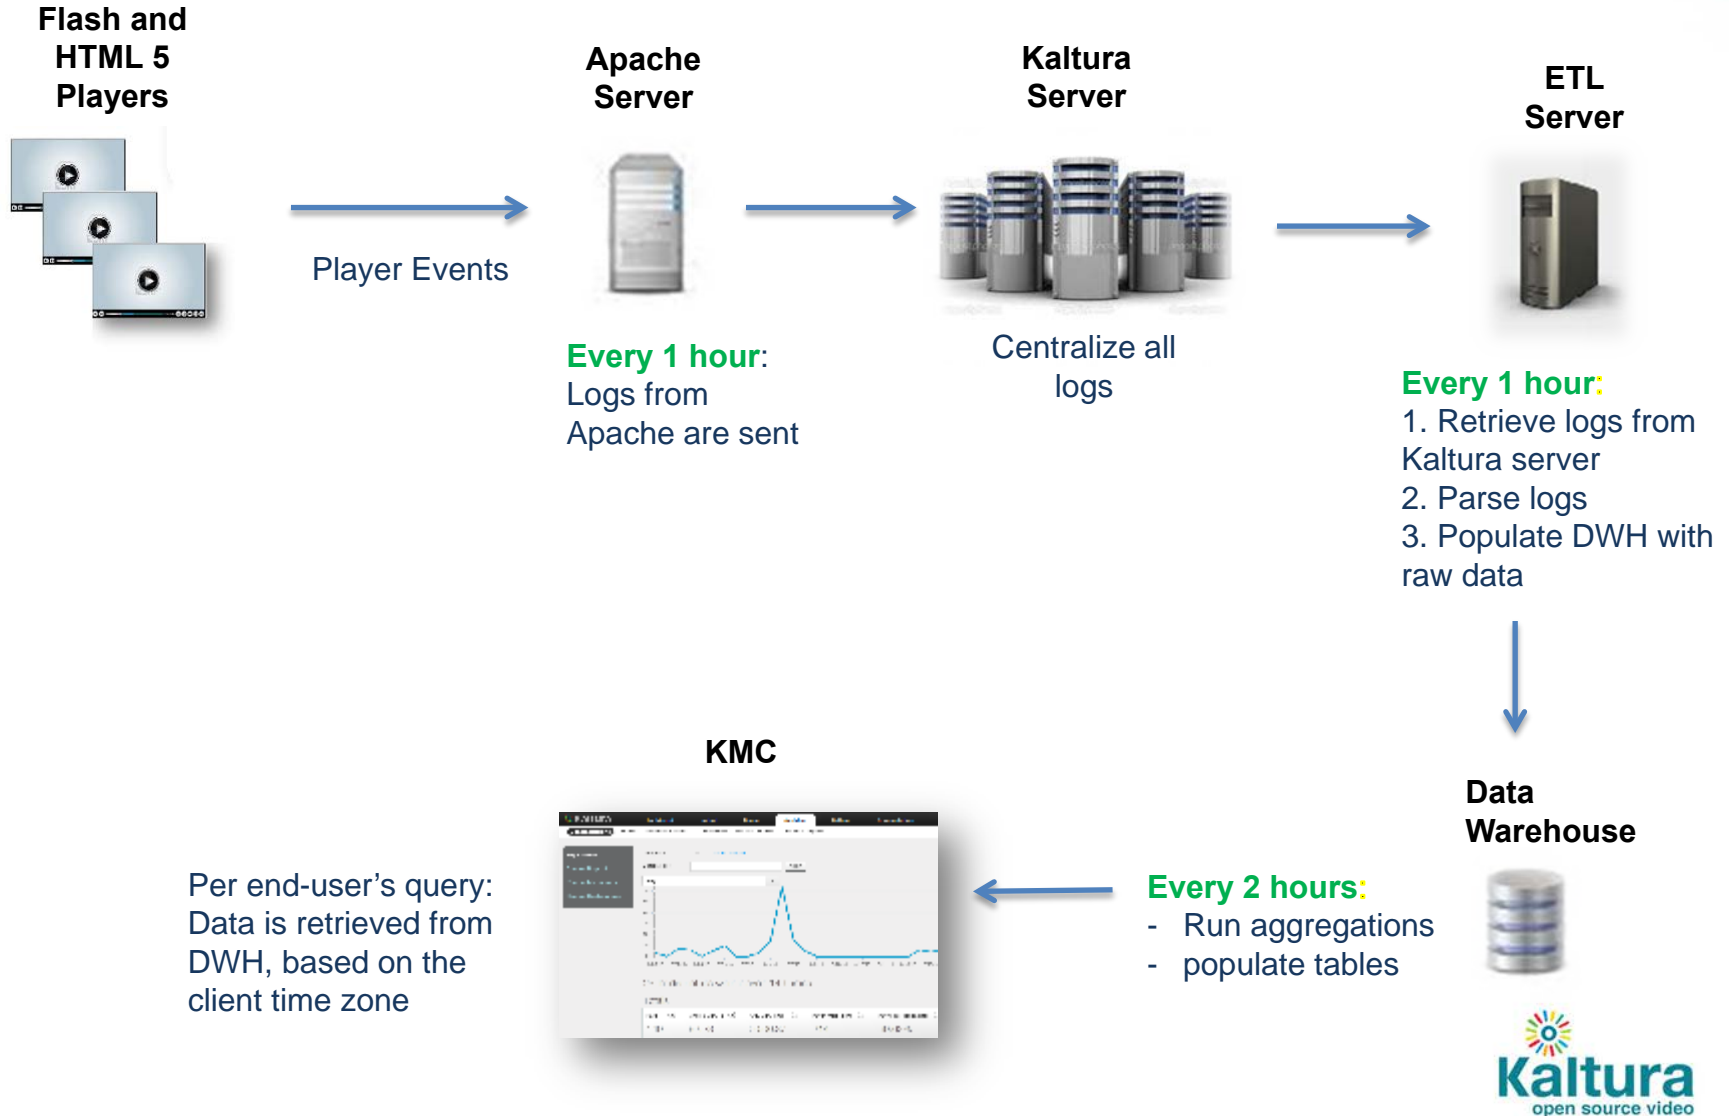 Flash and
HTML 5
Players
Apache
Server
Kaltura
Server
ETL
Server
Player Events
Every 1 hour:
Logs from
Apache are sent
Centralize all
logs
Every 1 hour:
1. Retrieve logs from
Kaltura server
2. Parse logs
3. Populate DWH with
raw data
KMC
Data
Warehouse
Per end-user's query:
Data is retrieved from
DWH, based on the
client time zone
KALTURA
Every 2 hours:
- Run aggregations
- populate tables
Kaltura
open source video